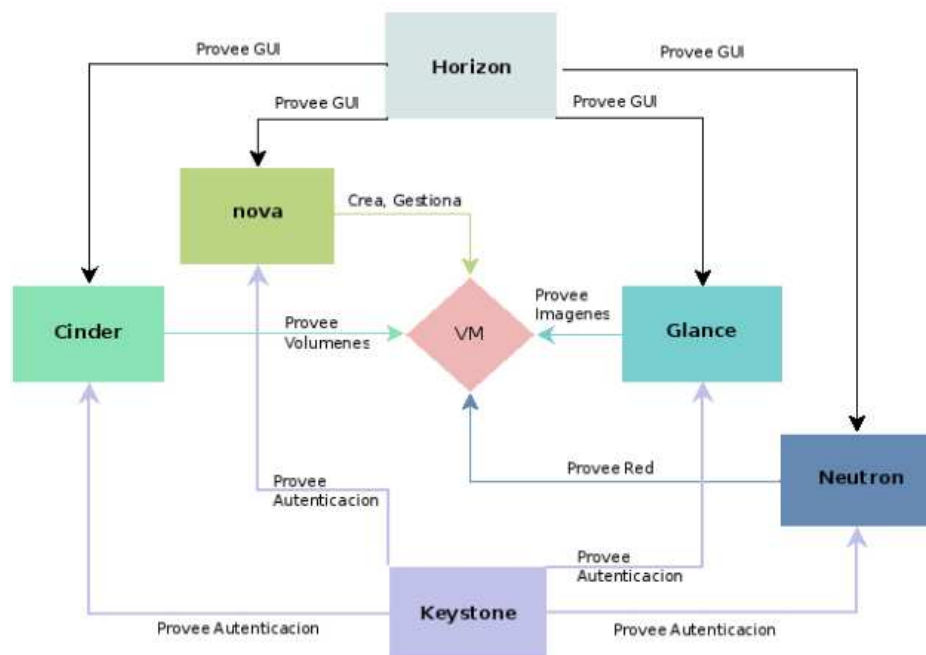 Provee GUI
Horizon
Provee GUI
Provee GUI
Provee GUI
nova
Crea, Gestiona
Cinder
Provee
Volumenes
VM
Provee
Imagenes
Glance
Provee Red
Neutron
Provee
Autenticacion
Provee
Autenticacion
Keystone
Provee Autenticacion
Provee Autenticacion